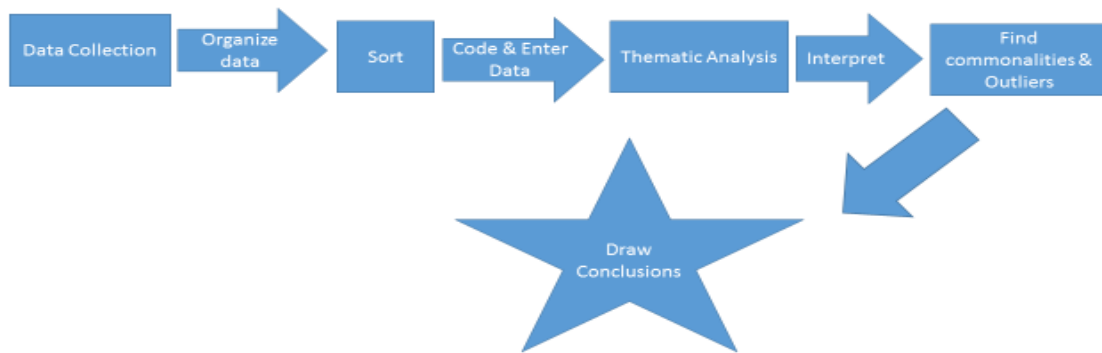 Data Collection
Organize
data
Sort
Code & Enter
Data
Thematic Analysis
Interpret
Find
commonalities &
Outliers
Draw
Conclusions